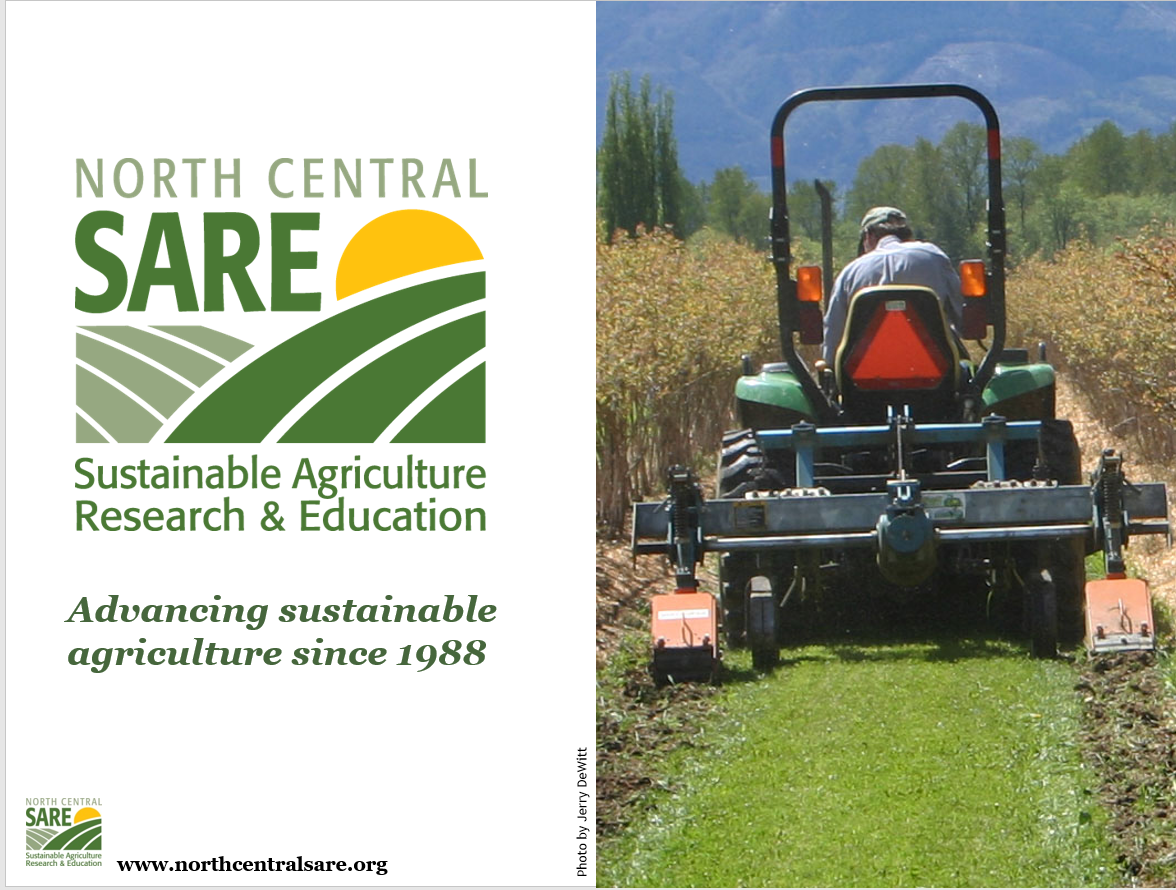 NORTH CENTRAL
SARE
Sustainable Agriculture
Research & Education
Advancing sustainable
agriculture since 1988
NORTH CENTRAL
SARE
Sustainable Agriculture
Research & Education
www.northcentralsare.org
Photo by Jerry DeWitt